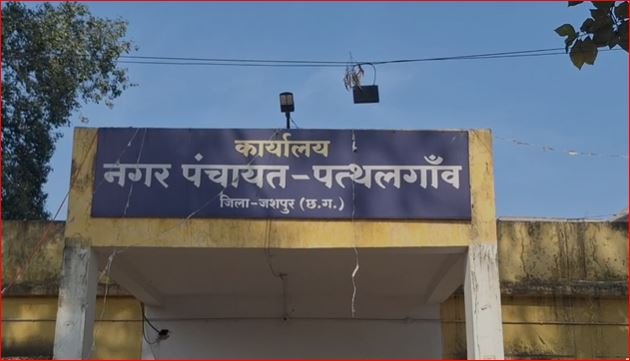 कार्यालय
नगर पंचायत-पत्थलगाँव
जिला-जशपुर (छ.ग.)